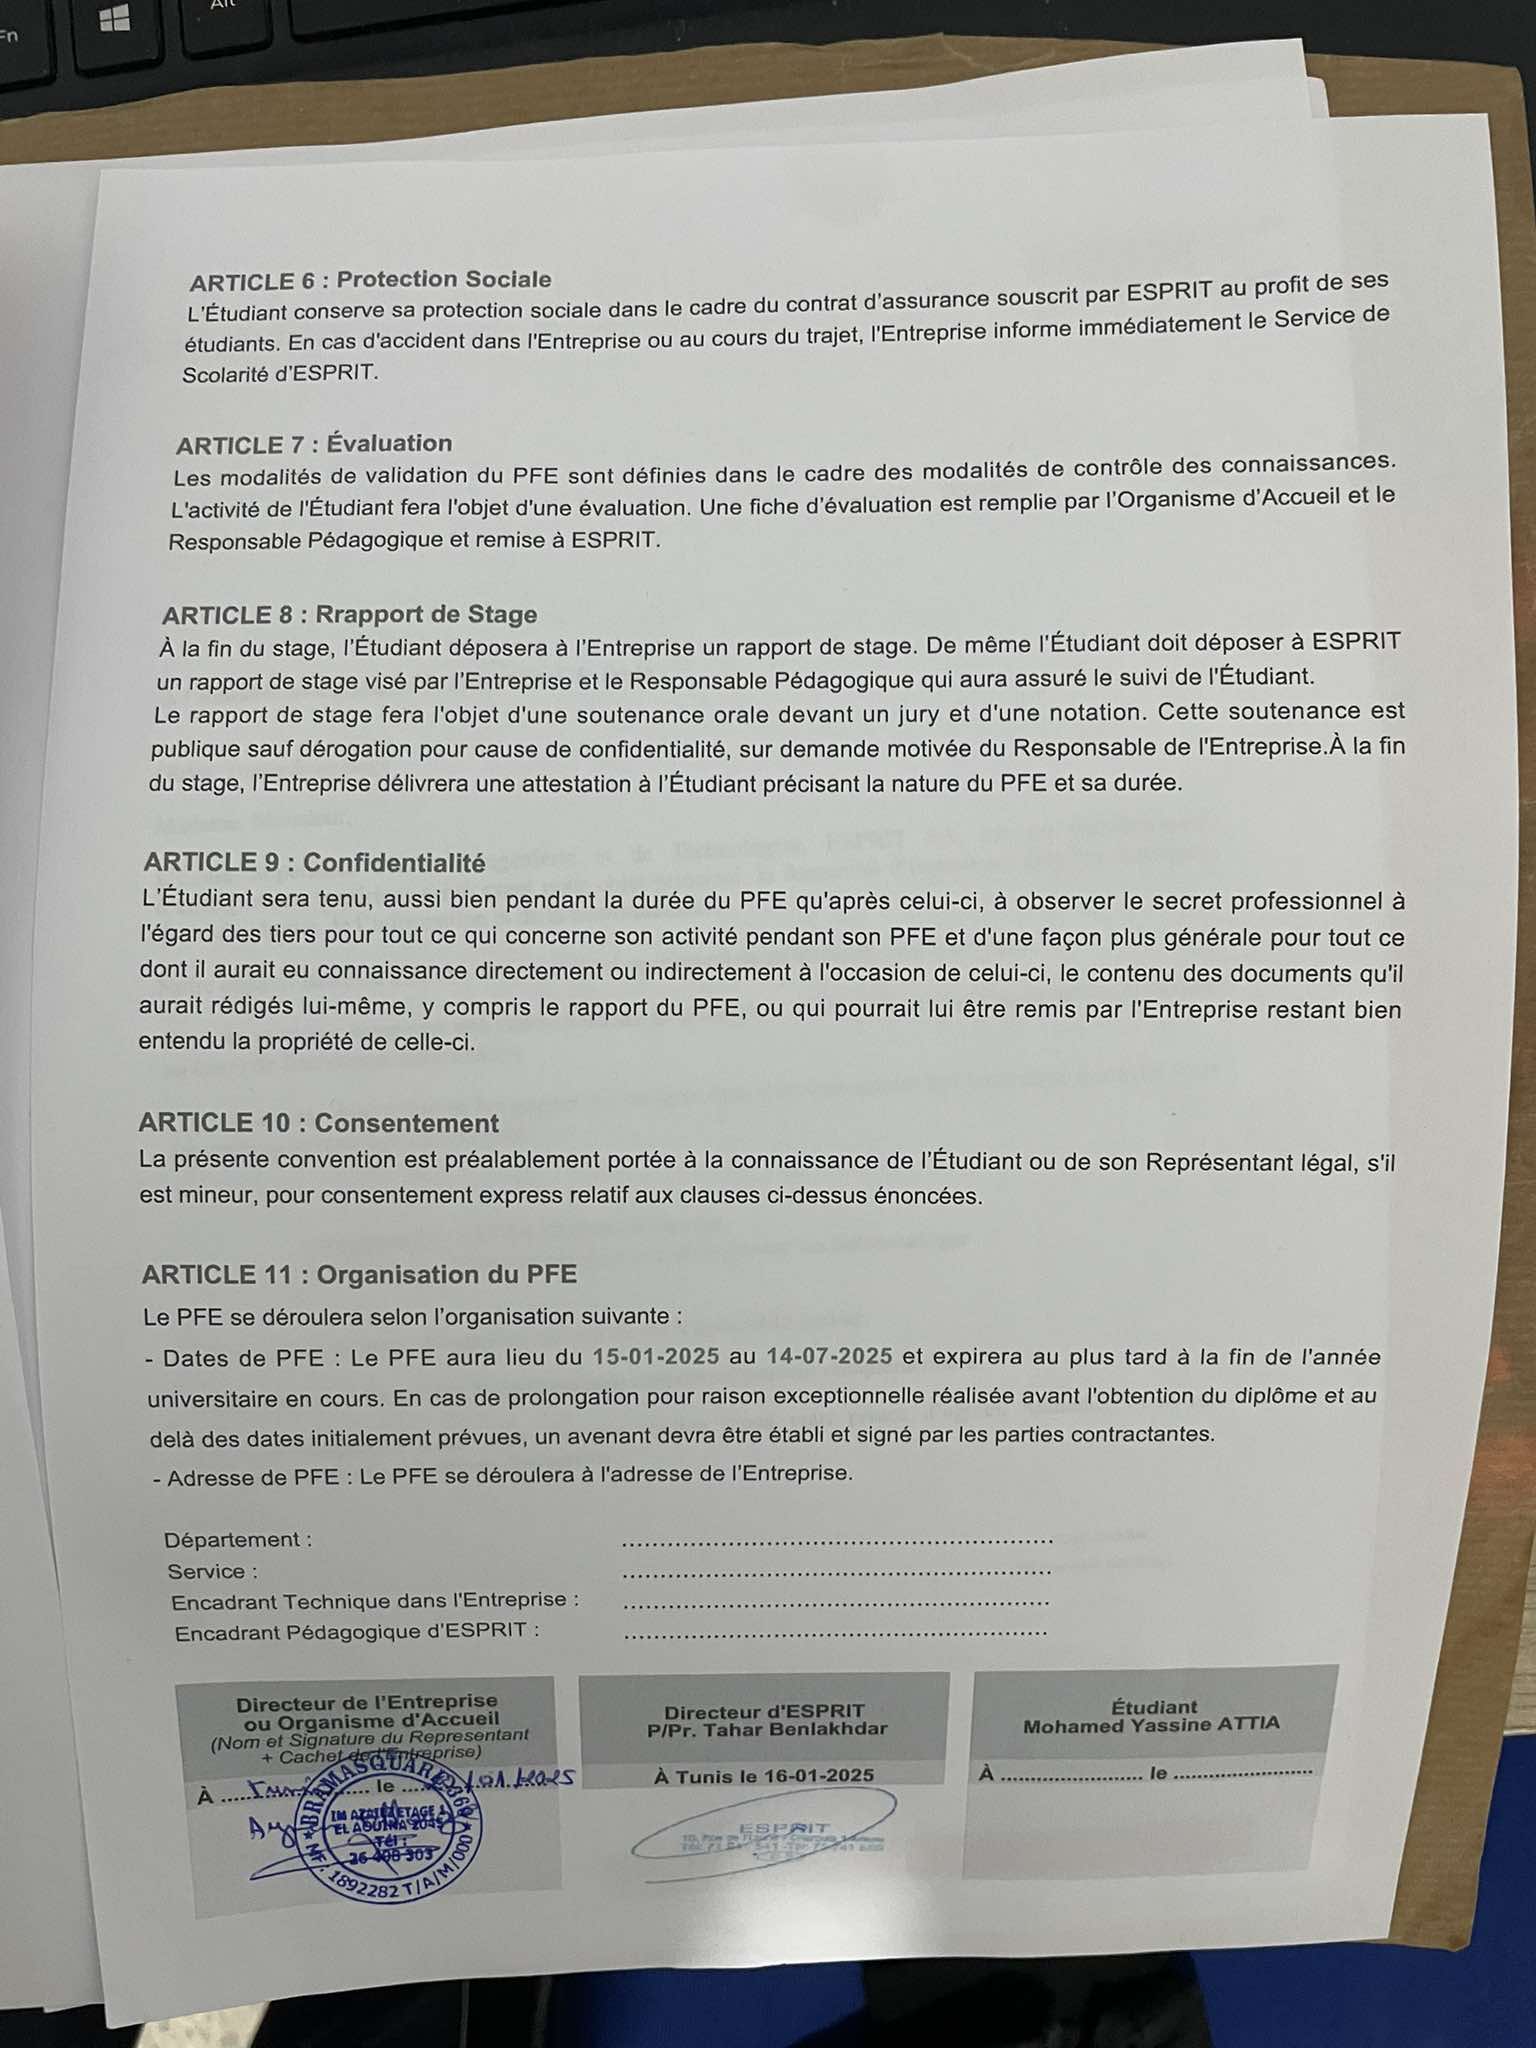 Fn
Alt
ARTICLE 6 : Protection Sociale
L'Étudiant conserve sa protection sociale dans le cadre du contrat d'assurance souscrit par ESPRIT au profit de ses
étudiants. En cas d'accident dans l'Entreprise ou au cours du trajet, l'Entreprise informe immédiatement le Service de
Scolarité d'ESPRIT.
ARTICLE 7 : Évaluation
Les modalités de validation du PFE sont définies dans le cadre des modalités de contrôle des connaissances.
L'activité de l'Étudiant fera l'objet d'une évaluation. Une fiche d'évaluation est remplie par l'Organisme d'Accueil et le
Responsable Pédagogique et remise à ESPRIT.
ARTICLE 8 : Rrapport de Stage
À la fin du stage, l'Étudiant déposera à l'Entreprise un rapport de stage. De même l'Étudiant doit déposer à ESPRIT
un rapport de stage visé par l'Entreprise et le Responsable Pédagogique qui aura assuré le suivi de l'Étudiant.
Le rapport de stage fera l'objet d'une soutenance orale devant un jury et d'une notation. Cette soutenance est
publique sauf dérogation pour cause de confidentialité, sur demande motivée du Responsable de l'Entreprise.À la fin
du stage, l'Entreprise délivrera une attestation à l'Étudiant précisant la nature du PFE et sa durée.
ARTICLE 9 : Confidentialité
L'Étudiant sera tenu, aussi bien pendant la durée du PFE qu'après celui-ci, à observer le secret professionnel à
l'égard des tiers pour tout ce qui concerne son activité pendant son PFE et d'une façon plus générale pour tout ce
dont il aurait eu connaissance directement ou indirectement à l'occasion de celui-ci, le contenu des documents qu'il
aurait rédigés lui-même, y compris le rapport du PFE, ou qui pourrait lui être remis par l'Entreprise restant bien
entendu la propriété de celle-ci.
ARTICLE 10 : Consentement
La présente convention est préalablement portée à la connaissance de l'Étudiant ou de son Représentant légal, s'il
est mineur, pour consentement express relatif aux clauses ci-dessus énoncées.
ARTICLE 11 : Organisation du PFE
Le PFE se déroulera selon l'organisation suivante :
- Dates de PFE : Le PFE aura lieu du 15-01-2025 au 14-07-2025 et expirera au plus tard à la fin de l'année
universitaire en cours. En cas de prolongation pour raison exceptionnelle réalisée avant l'obtention du diplôme et au
delà des dates initialement prévues, un avenant devra être établi et signé par les parties contractantes.
- Adresse de PFE : Le PFE se déroulera à l'adresse de l'Entreprise.
Département : ........................................................
Service : ........................................................
Encadrant Technique dans l'Entreprise : ........................................................
Encadrant Pédagogique d'ESPRIT : ........................................................
Directeur de l'Entreprise
ou Organisme d'Accueil
(Nom et Signature du Representant
+ Cachet de l'Entreprise)
À ........ le ........
BRAMASQUARE
IM AZAIEZ ETAGE 1
EL AOUINA 2045
Tél :
26 408 303
MF : 1892282 T/A/M/000
Directeur d'ESPRIT
P/Pr. Tahar Benlakhdar
À Tunis le 16-01-2025
ESPRIT
Étudiant
Mohamed Yassine ATTIA
À ........................ le ........................